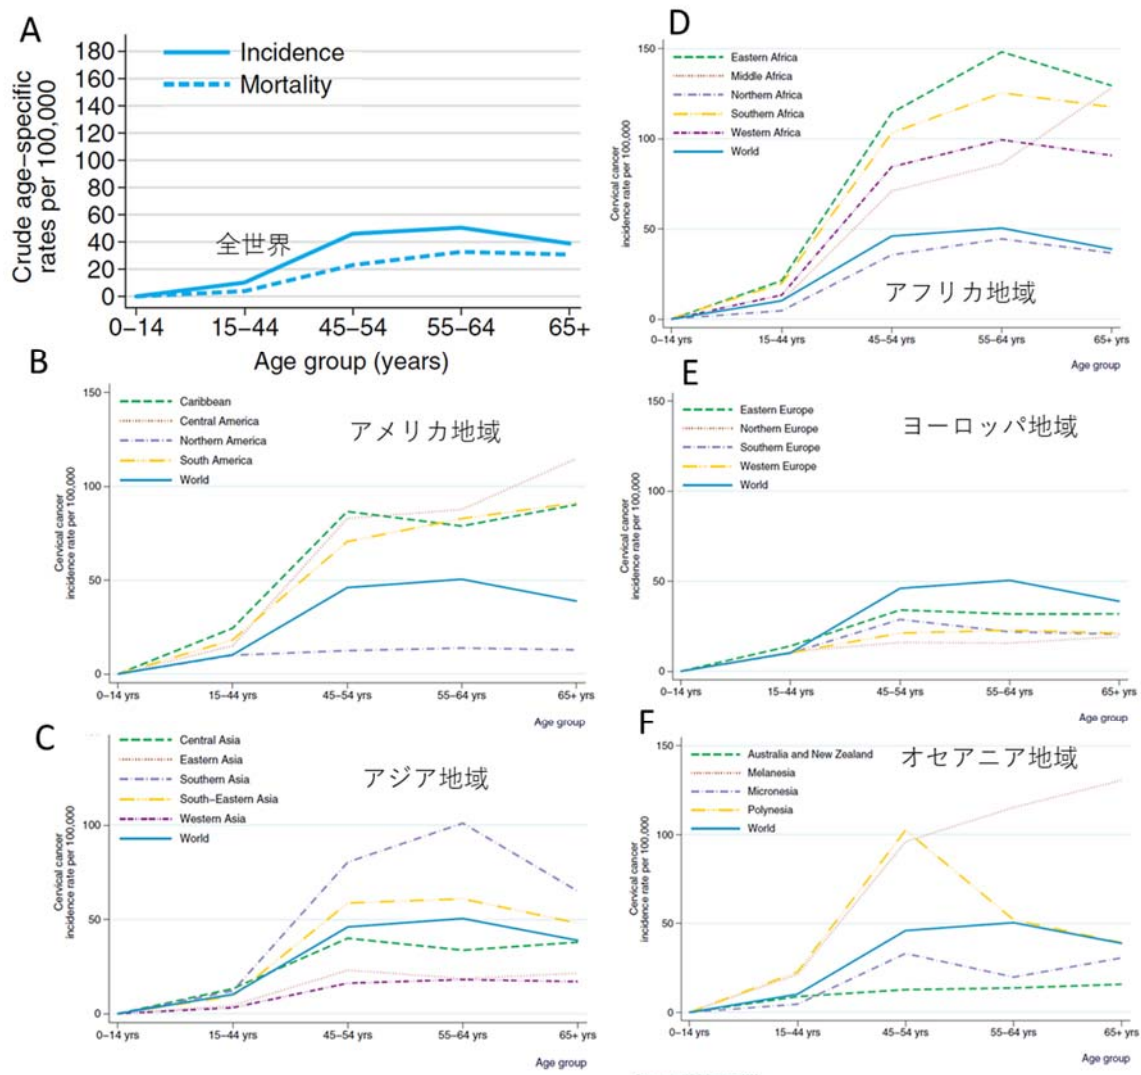 A
Crude age-specific
rates per 100,000
180
160
140
120
100
80
60
40
20
0
Incidence
Mortality
全世界
0-14
15-44
45-54
55-64
65+
Age group (years)
B
Cervical cancer
incidence rate per 100,000
150
100
50
0
Caribbean
Central America
Northern America
South America
World
アメリカ地域
0-14 yrs
15-44 yrs
45-54 yrs
55-64 yrs
65+ yrs
Age group
C
Cervical cancer
incidence rate per 100,000
100
50
0
Central Asia
Eastern Asia
Southern Asia
South-Eastern Asia
Western Asia
World
アジア地域
0-14 yrs
15-44 yrs
45-54 yrs
55-64 yrs
65+ yrs
Age group
D
Cervical cancer
incidence rate per 100,000
150
100
50
0
Eastern Africa
Middle Africa
Northern Africa
Southern Africa
Western Africa
World
アフリカ地域
0-14 yrs
15-44 yrs
45-54 yrs
55-64 yrs
65+ yrs
Age group
E
Cervical cancer
incidence rate per 100,000
150
100
50
0
Eastern Europe
Northern Europe
Southern Europe
Western Europe
World
ヨーロッパ地域
0-14 yrs
15-44 yrs
45-54 yrs
55-64 yrs
65+ yrs
Age group
F
Cervical cancer
incidence rate per 100,000
150
100
50
0
Australia and New Zealand
Melanesia
Micronesia
Polynesia
World
オセアニア地域
0-14 yrs
15-44 yrs
45-54 yrs
55-64 yrs
65+ yrs
Age group